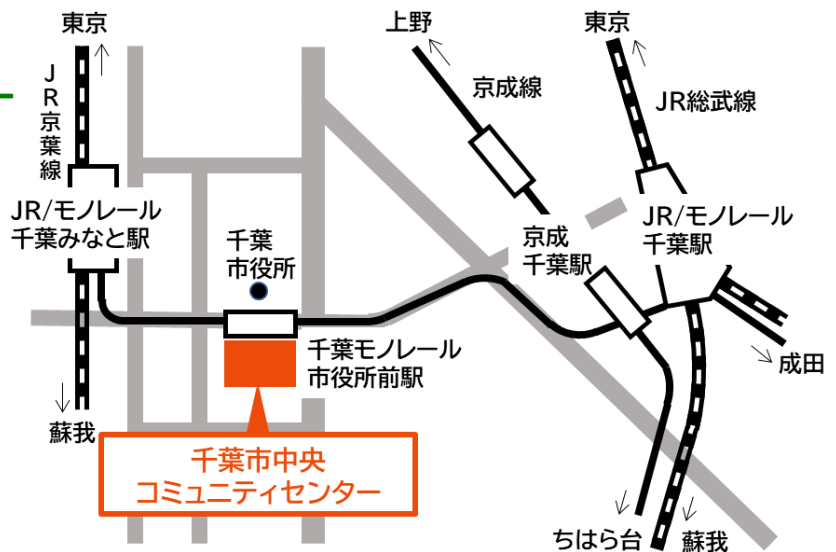 東京
上野
東京
JR京葉線
京成線
JR総武線
JR/モノレール
千葉みなと駅
千葉
市役所
京成
千葉駅
JR/モノレール
千葉駅
千葉モノレール
市役所前駅
成田
蘇我
千葉市中央
コミュニティセンター
ちはら台
蘇我